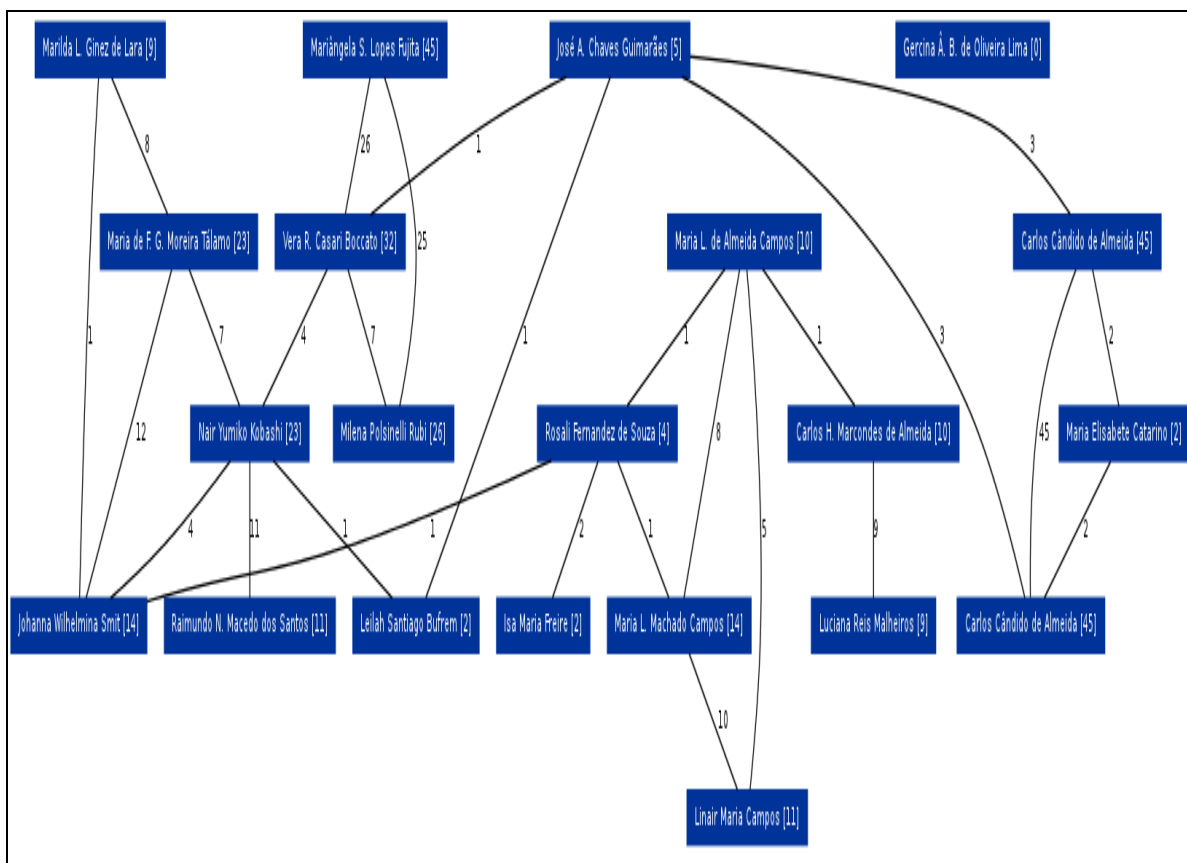 Marilda L. Ginez de Lara [9]
Mariângela S. Lopes Fujita [45]
José A. Chaves Guimarães [5]
Gercina Â. B. de Oliveira Lima [0]
8
26
1
3
Maria de F. G. Moreira Tálamo [23]
Vera R. Casari Boccato [32]
25
Maria L. de Almeida Campos [10]
Carlos Cândido de Almeida [45]
1
7
4
7
1
1
1
3
2
Nair Yumiko Kobashi [23]
Milena Polsinelli Rubi [26]
Rosali Fernandez de Souza [4]
Carlos H. Marcondes de Almeida [10]
Maria Elisabete Catarino [2]
12
8
45
4
11
1
1
2
1
5
9
2
Johanna Wilhelmina Smit [14]
Raimundo N. Macedo dos Santos [11]
Leilah Santiago Bufrem [2]
Isa Maria Freire [2]
Maria L. Machado Campos [14]
Luciana Reis Malheiros [9]
Carlos Cândido de Almeida [45]
10
Linair Maria Campos [11]